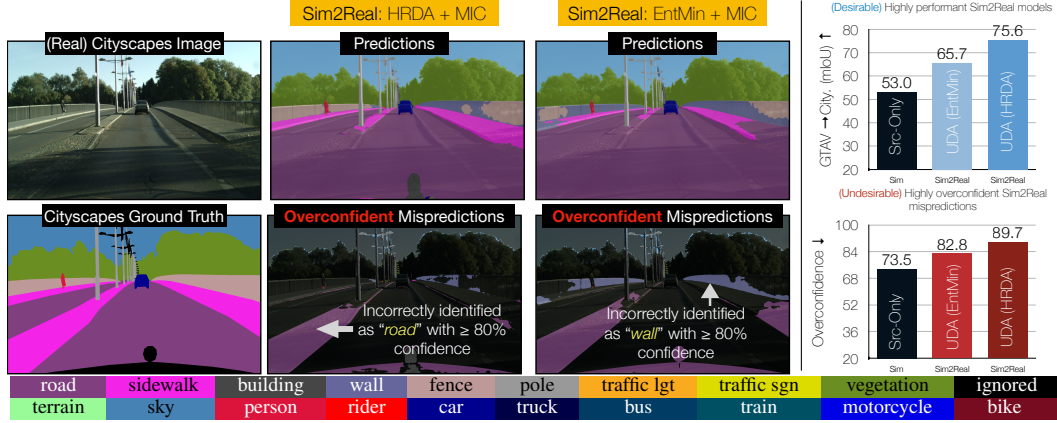 Sim2Real: HRDA + MIC
Sim2Real: EntMin + MIC
(Real) Cityscapes Image
Predictions
Predictions
Cityscapes Ground Truth
Overconfident Mispredictions
Overconfident Mispredictions
Incorrectly identified
as “road” with ≥ 80%
confidence
Incorrectly identified
as “wall” with ≥ 80%
confidence
(Desirable) Highly performant Sim2Real models
GTAV →City. (mIoU) ↑
80
70
60
50
40
30
20
53.0
65.7
75.6
Src-Only
UDA (EntMin)
UDA (HRDA)
Sim
Sim2Real
Sim2Real
(Undesirable) Highly overconfident Sim2Real
mispredictions
Overconfidence ↓
100
84
68
52
36
20
73.5
82.8
89.7
Src-Only
UDA (EntMin)
UDA (HRDA)
Sim
Sim2Real
Sim2Real
road sidewalk building wall fence pole traffic lgt traffic sgn vegetation ignored
terrain sky person rider car truck bus train motorcycle bike